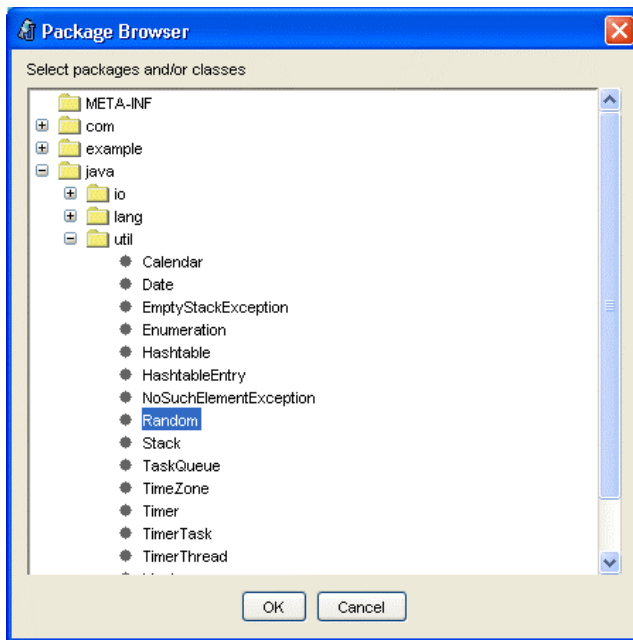 Package Browser
Select packages and/or classes
META-INF
com
example
java
io
lang
util
Calendar
Date
EmptyStackException
Enumeration
Hashtable
HashtableEntry
NoSuchElementException
Random
Stack
TaskQueue
TimeZone
Timer
TimerTask
TimerThread
OK Cancel